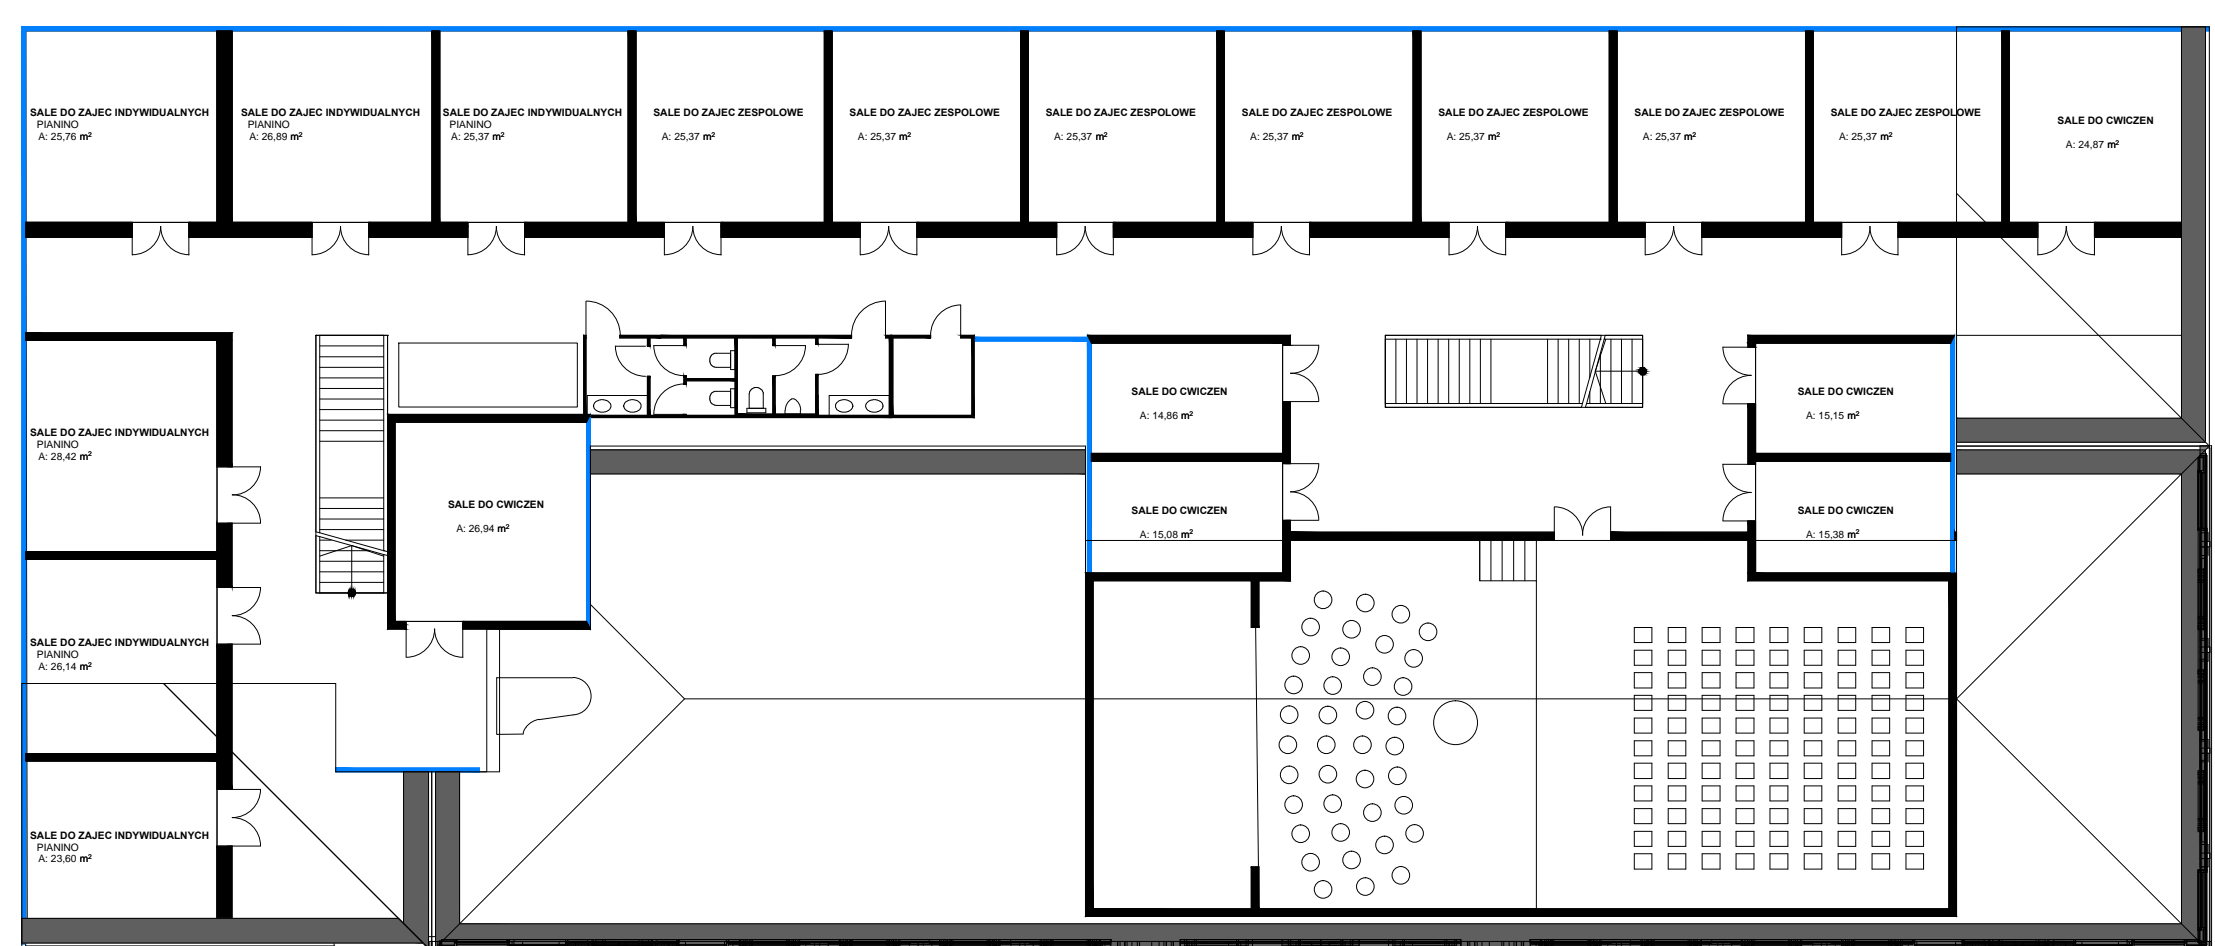 SALE DO ZAJEC INDYWIDUALNYCH
PIANINO
A: 25,76 m²
SALE DO ZAJEC INDYWIDUALNYCH
PIANINO
A: 26,89 m²
SALE DO ZAJEC INDYWIDUALNYCH
PIANINO
A: 25,37 m²
SALE DO ZAJEC ZESPOLOWE
A: 25,37 m²
SALE DO ZAJEC ZESPOLOWE
A: 25,37 m²
SALE DO ZAJEC ZESPOLOWE
A: 25,37 m²
SALE DO ZAJEC ZESPOLOWE
A: 25,37 m²
SALE DO ZAJEC ZESPOLOWE
A: 25,37 m²
SALE DO ZAJEC ZESPOLOWE
A: 25,37 m²
SALE DO ZAJEC ZESPOLOWE
A: 25,37 m²
SALE DO CWICZEN
A: 24,87 m²
SALE DO ZAJEC INDYWIDUALNYCH
PIANINO
A: 28,42 m²
SALE DO CWICZEN
A: 26,94 m²
SALE DO CWICZEN
A: 14,86 m²
SALE DO CWICZEN
A: 15,15 m²
SALE DO CWICZEN
A: 15,08 m²
SALE DO CWICZEN
A: 15,38 m²
SALE DO ZAJEC INDYWIDUALNYCH
PIANINO
A: 26,14 m²
SALE DO ZAJEC INDYWIDUALNYCH
PIANINO
A: 23,60 m²